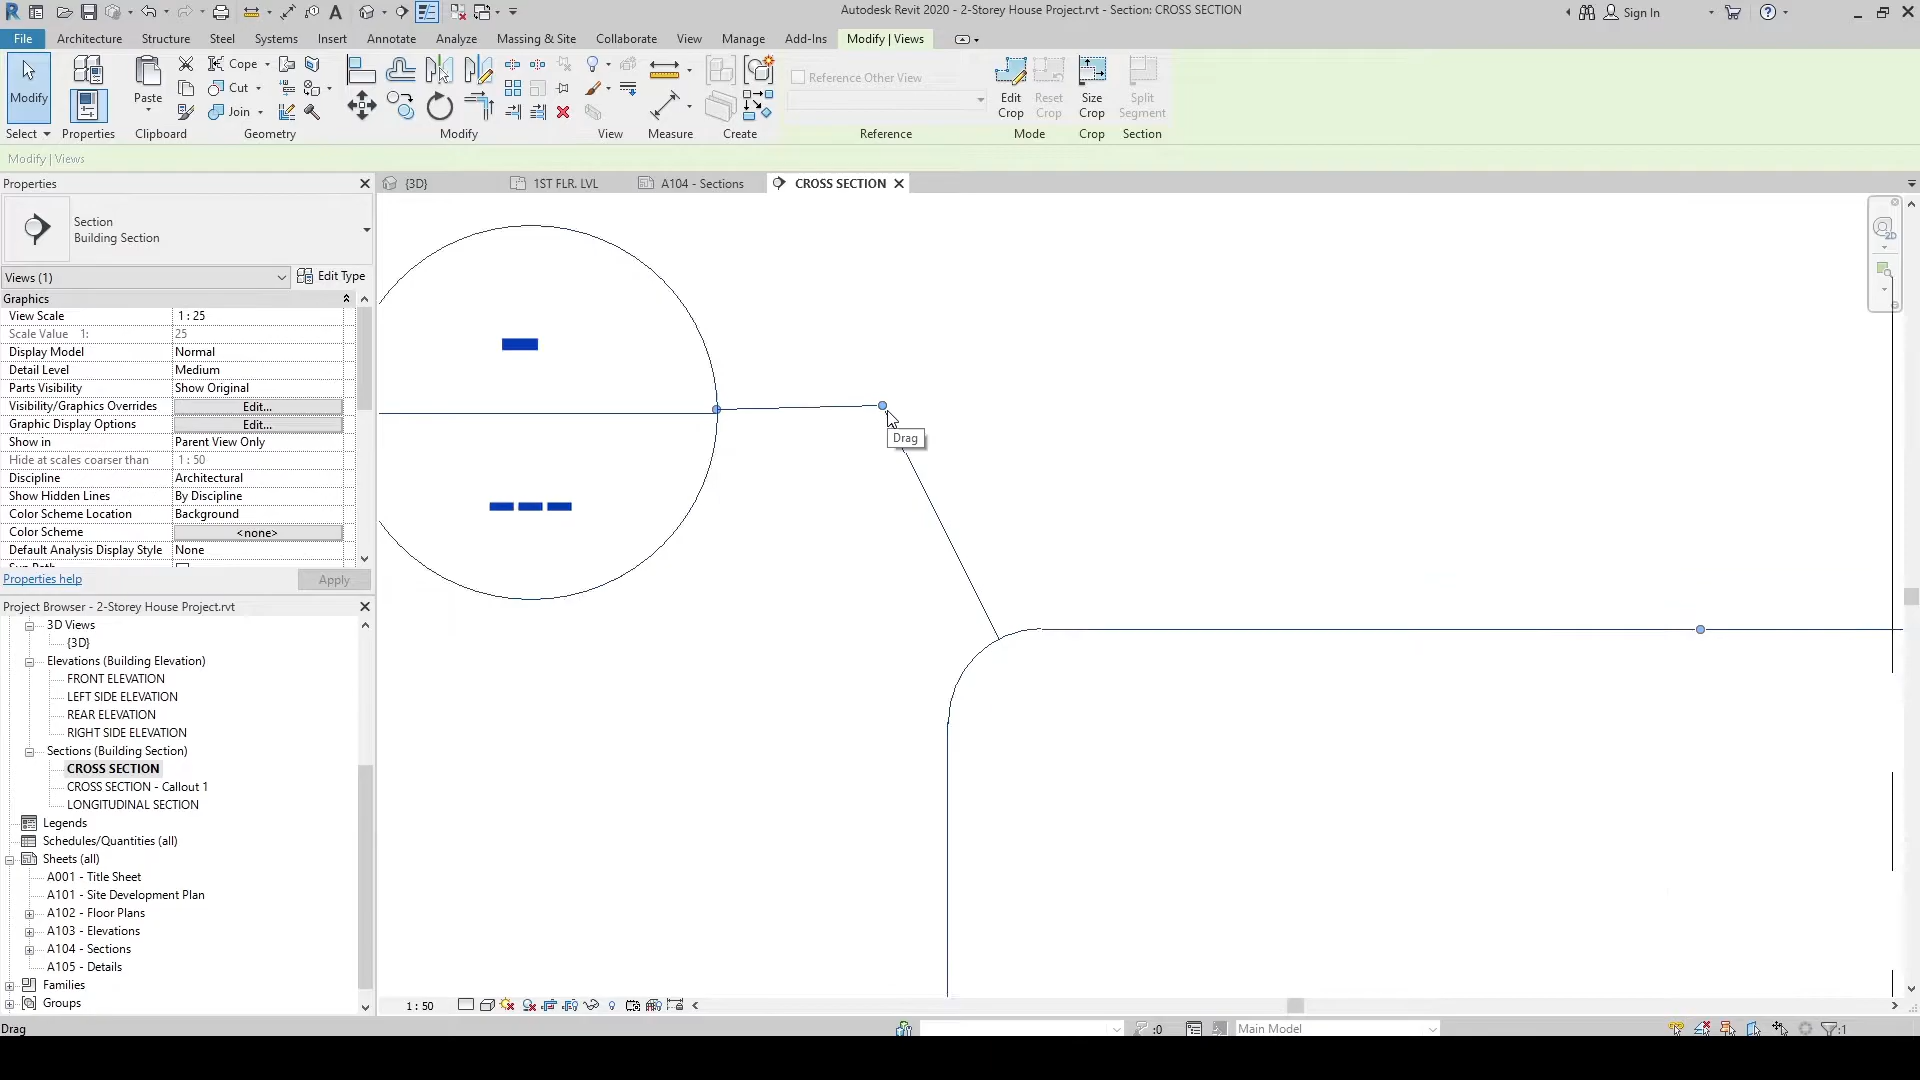 Autodesk Revit 2020 - 2-Storey House Project.rvt - Section: CROSS SECTION
Sign In
File
Architecture
Structure
Steel
Systems
Insert
Annotate
Analyze
Massing & Site
Collaborate
View
Manage
Add-Ins
Modify | Views
Modify
Paste
Cope
Cut
Join
Reference Other View
Edit Crop
Reset Crop
Size Crop
Split Segment
Select
Properties
Clipboard
Geometry
Modify
View
Measure
Create
Reference
Mode
Crop
Section
Modify | Views
Properties
{3D}
1ST FLR. LVL
A104 - Sections
CROSS SECTION
Section
Building Section
Views (1)
Edit Type
Graphics
View Scale 1 : 25
Scale Value 1: 25
Display Model Normal
Detail Level Medium
Parts Visibility Show Original
Visibility/Graphics Overrides Edit...
Graphic Display Options Edit...
Show in Parent View Only
Hide at scales coarser than 1 : 50
Discipline Architectural
Show Hidden Lines By Discipline
Color Scheme Location Background
Color Scheme <none>
Default Analysis Display Style None
Properties help
Apply
Drag
Project Browser - 2-Storey House Project.rvt
3D Views
{3D}
Elevations (Building Elevation)
FRONT ELEVATION
LEFT SIDE ELEVATION
REAR ELEVATION
RIGHT SIDE ELEVATION
Sections (Building Section)
CROSS SECTION
CROSS SECTION - Callout 1
LONGITUDINAL SECTION
Legends
Schedules/Quantities (all)
Sheets (all)
A001 - Title Sheet
A101 - Site Development Plan
A102 - Floor Plans
A103 - Elevations
A104 - Sections
A105 - Details
Families
Groups
1 : 50
Drag
:0
Main Model
:1